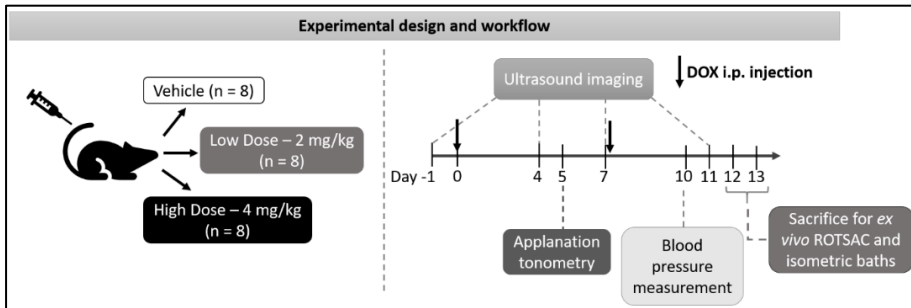 Experimental design and workflow
Vehicle (n = 8)
Low Dose – 2 mg/kg
(n = 8)
High Dose – 4 mg/kg
(n = 8)
Ultrasound imaging
DOX i.p. injection
Day -1 0 4 5 7 10 11 12 13
Applanation
tonometry
Blood
pressure
measurement
Sacrifice for ex
vivo ROTSAC and
isometric baths